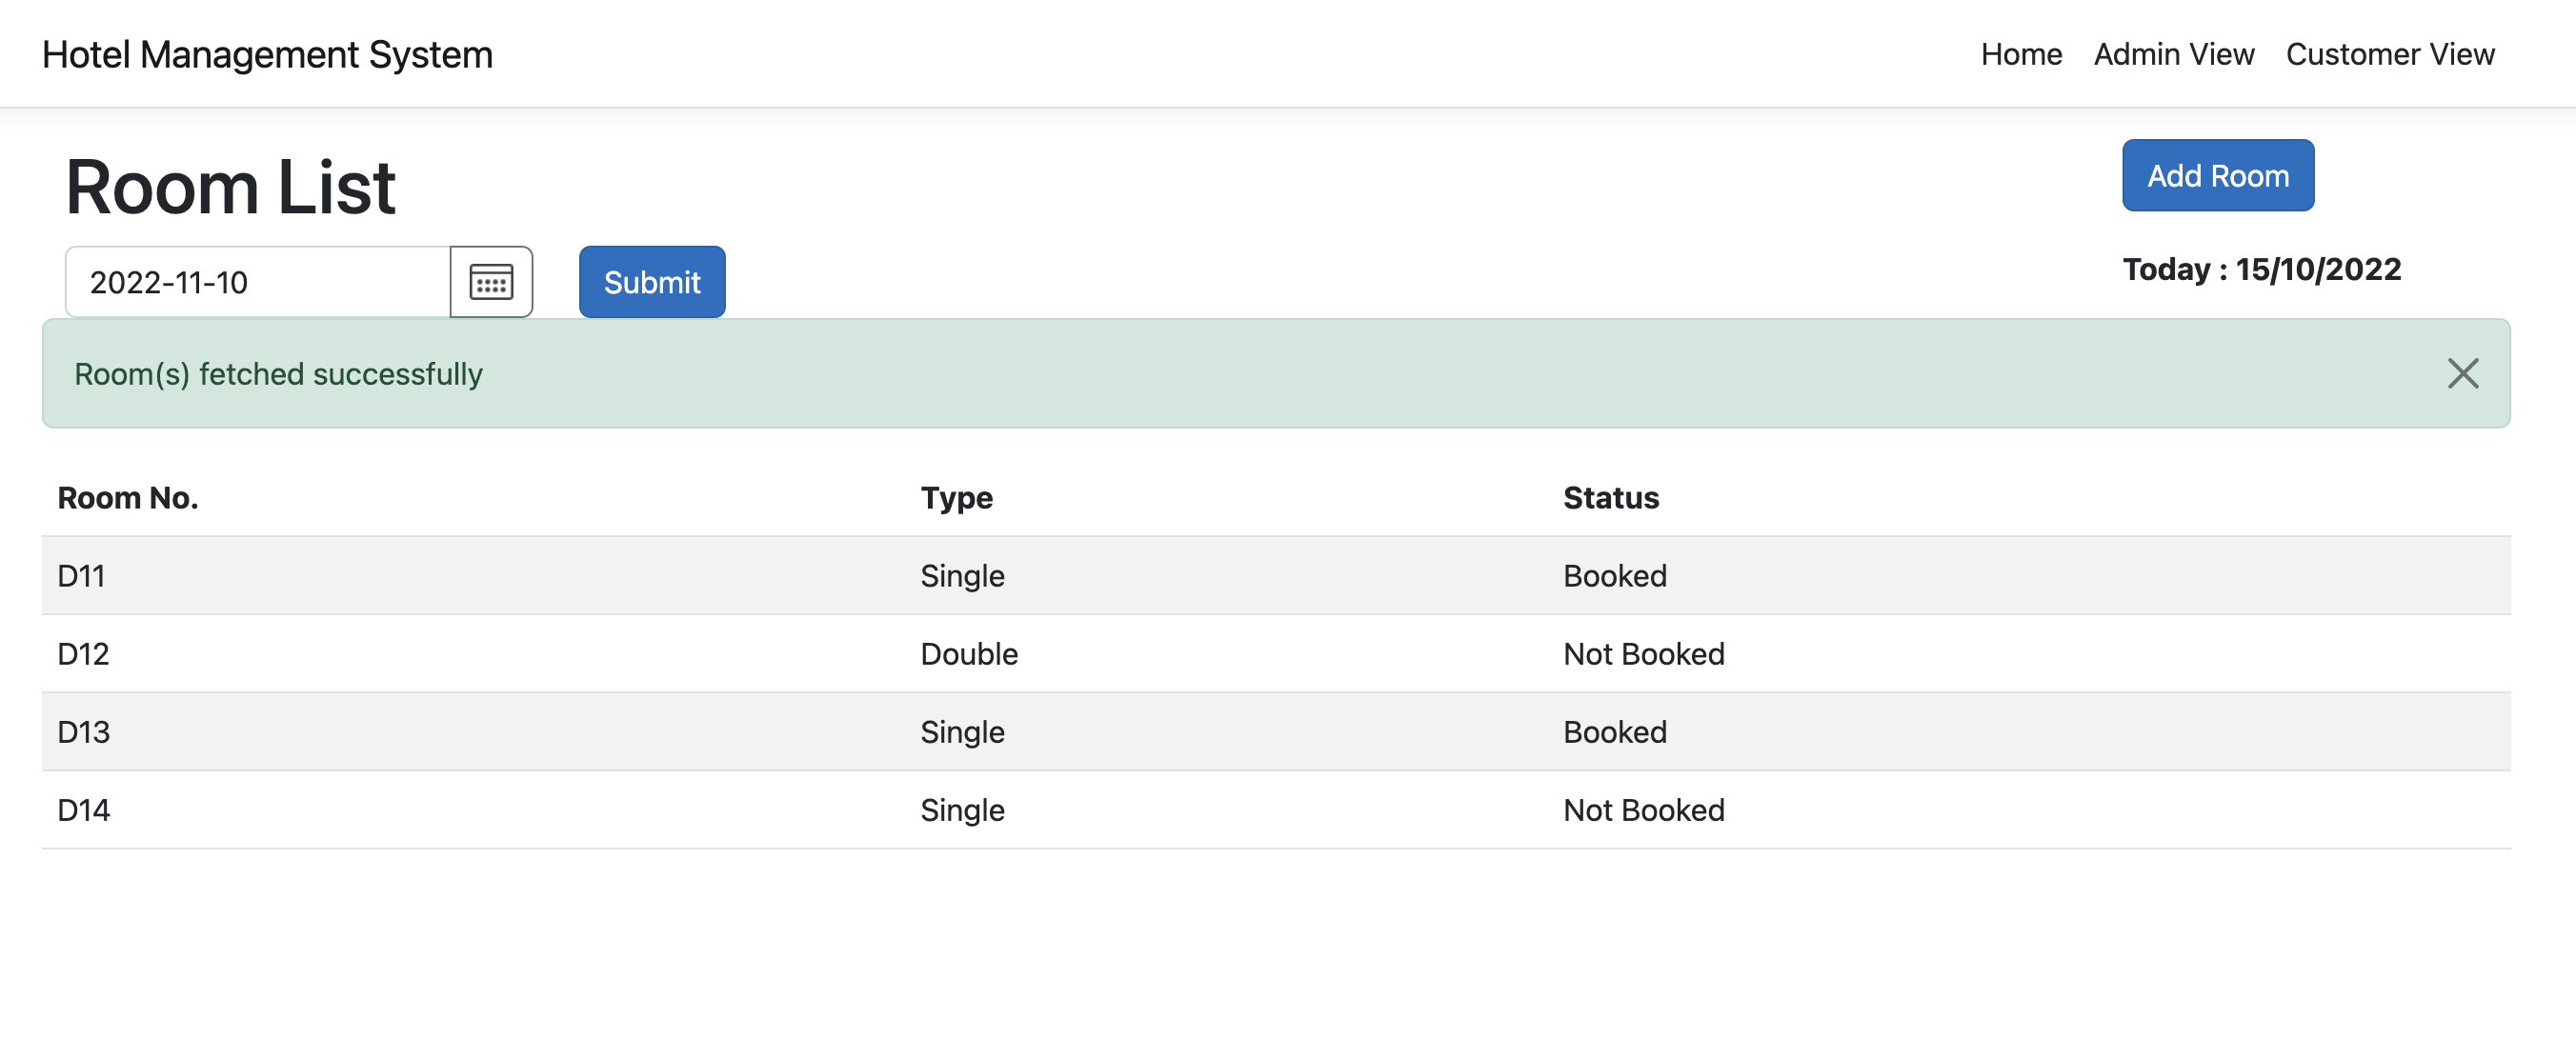 Hotel Management System Home Admin View Customer View
Room List
Add Room
2022-11-10 Submit
Today : 15/10/2022
Room(s) fetched successfully
Room No. Type Status
D11 Single Booked
D12 Double Not Booked
D13 Single Booked
D14 Single Not Booked